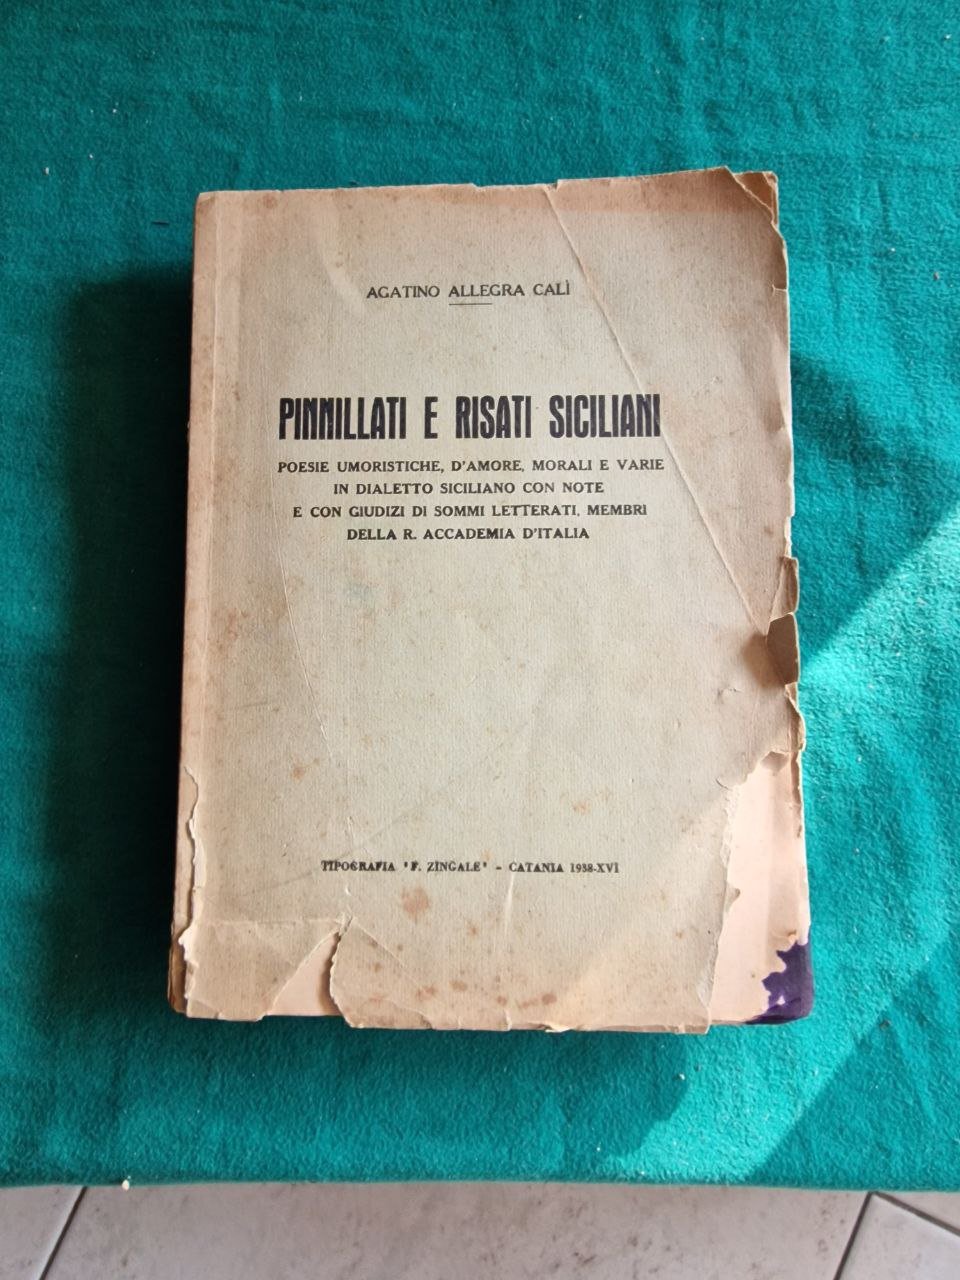 AGATINO ALLEGRA CALÌ
PINNILLATI E RISATI SICILIANI
POESIE UMORISTICHE, D'AMORE, MORALI E VARIE
IN DIALETTO SICILIANO CON NOTE
E CON GIUDIZI DI SOMMI LETTERATI, MEMBRI
DELLA R. ACCADEMIA D'ITALIA
TIPOGRAFIA "F. ZINGALE" - CATANIA 1938-XVI